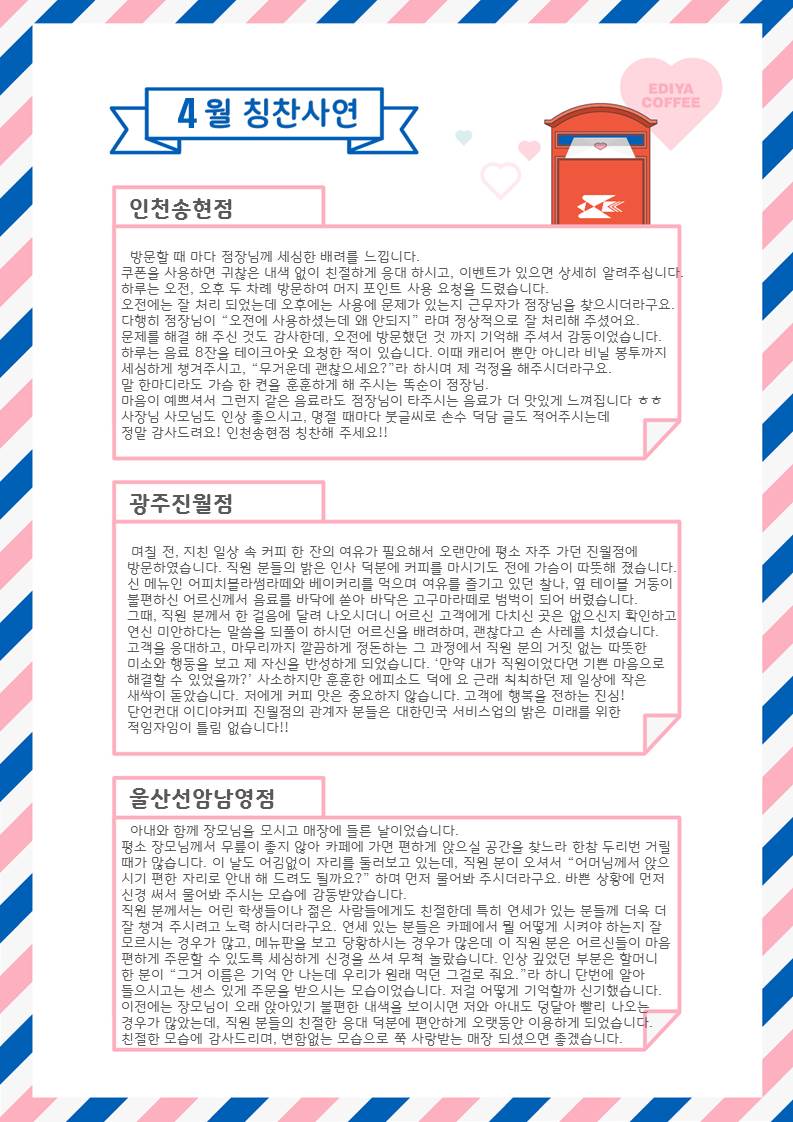 EDIYA
COFFEE
4월 칭찬사연
인천송현점
방문할 때 마다 점장님께 세심한 배려를 느낍니다.
쿠폰을 사용하면 귀찮은 내색 없이 친절하게 응대 하시고, 이벤트가 있으면 상세히 알려주십니다.
하루는 오전, 오후 두 차례 방문하여 머지 포인트 사용 요청을 드렸습니다.
오전에는 잘 처리 되었는데 오후에는 사용에 문제가 있는지 근무자가 점장님을 찾으시더라구요.
다행히 점장님이 “오전에 사용하셨는데 왜 안되지” 라며 정상적으로 잘 처리해 주셨어요.
문제를 해결 해 주신 것도 감사한데, 오전에 방문했던 것 까지 기억해 주셔서 감동이었습니다.
하루는 음료 8잔을 테이크아웃 요청한 적이 있습니다. 이때 캐리어 뿐만 아니라 비닐 봉투까지
세심하게 챙겨주시고, “무거운데 괜찮으세요?”라 하시며 제 걱정을 해주시더라구요.
말 한마디라도 가슴 한 켠을 훈훈하게 해 주시는 똑순이 점장님.
마음이 예쁘셔서 그런지 같은 음료라도 점장님이 타주시는 음료가 더 맛있게 느껴집니다 ㅎㅎ
사장님 사모님도 인상 좋으시고, 명절 때마다 붓글씨로 손수 덕담 글도 적어주시는데
정말 감사드려요! 인천송현점 칭찬해 주세요!!
광주진월점
며칠 전, 지친 일상 속 커피 한 잔의 여유가 필요해서 오랜만에 평소 자주 가던 진월점에
방문하였습니다. 직원 분들의 밝은 인사 덕분에 커피를 마시기도 전에 가슴이 따뜻해 졌습니다.
신 메뉴인 어피치블라썸라떼와 베이커리를 먹으며 여유를 즐기고 있던 찰나, 옆 테이블 거동이
불편하신 어르신께서 음료를 바닥에 쏟아 바닥은 고구마라떼로 범벅이 되어 버렸습니다.
그때, 직원 분께서 한 걸음에 달려 나오시더니 어르신 고객에게 다치신 곳은 없으신지 확인하고
연신 미안하다는 말씀을 되풀이 하시던 어르신을 배려하며, 괜찮다고 손 사레를 치셨습니다.
고객을 응대하고, 마무리까지 깔끔하게 정돈하는 그 과정에서 직원 분의 거짓 없는 따뜻한
미소와 행동을 보고 제 자신을 반성하게 되었습니다. ‘만약 내가 직원이었다면 기쁜 마음으로
해결할 수 있었을까?’ 사소하지만 훈훈한 에피소드 덕에 요 근래 칙칙하던 제 일상에 작은
새싹이 돋았습니다. 저에게 커피 맛은 중요하지 않습니다. 고객에 행복을 전하는 진심!
단언컨대 이디야커피 진월점의 관계자 분들은 대한민국 서비스업의 밝은 미래를 위한
적임자임이 틀림 없습니다!!
울산선암남영점
아내와 함께 장모님을 모시고 매장에 들른 날이었습니다.
평소 장모님께서 무릎이 좋지 않아 카페에 가면 편하게 앉으실 공간을 찾느라 한참 두리번 거릴
때가 많습니다. 이 날도 어김없이 자리를 둘러보고 있는데, 직원 분이 오셔서 “어머님께서 앉으
시기 편한 자리로 안내 해 드려도 될까요?” 하며 먼저 물어봐 주시더라구요. 바쁜 상황에 먼저
신경 써서 물어봐 주시는 모습에 감동받았습니다.
직원 분께서는 어린 학생들이나 젊은 사람들에게도 친절한데 특히 연세가 있는 분들께 더욱 더
잘 챙겨 주시려고 노력 하시더라구요. 연세 있는 분들은 카페에서 뭘 어떻게 시켜야 하는지 잘
모르시는 경우가 많고, 메뉴판을 보고 당황하시는 경우가 많은데 이 직원 분은 어르신들이 마음
편하게 주문할 수 있도록 세심하게 신경을 쓰셔 무척 놀랐습니다. 인상 깊었던 부분은 할머니
한 분이 “그거 이름은 기억 안 나는데 우리가 원래 먹던 그걸로 줘요.”라 하니 단번에 알아
들으시고는 센스 있게 주문을 받으시는 모습이었습니다. 저걸 어떻게 기억할까 신기했습니다.
이전에는 장모님이 오래 앉아있기 불편한 내색을 보이시면 저와 아내도 덩달아 빨리 나오는
경우가 많았는데, 직원 분들의 친절한 응대 덕분에 편안하게 오랫동안 이용하게 되었습니다.
친절한 모습에 감사드리며, 변함없는 모습으로 쭉 사랑받는 매장 되셨으면 좋겠습니다.